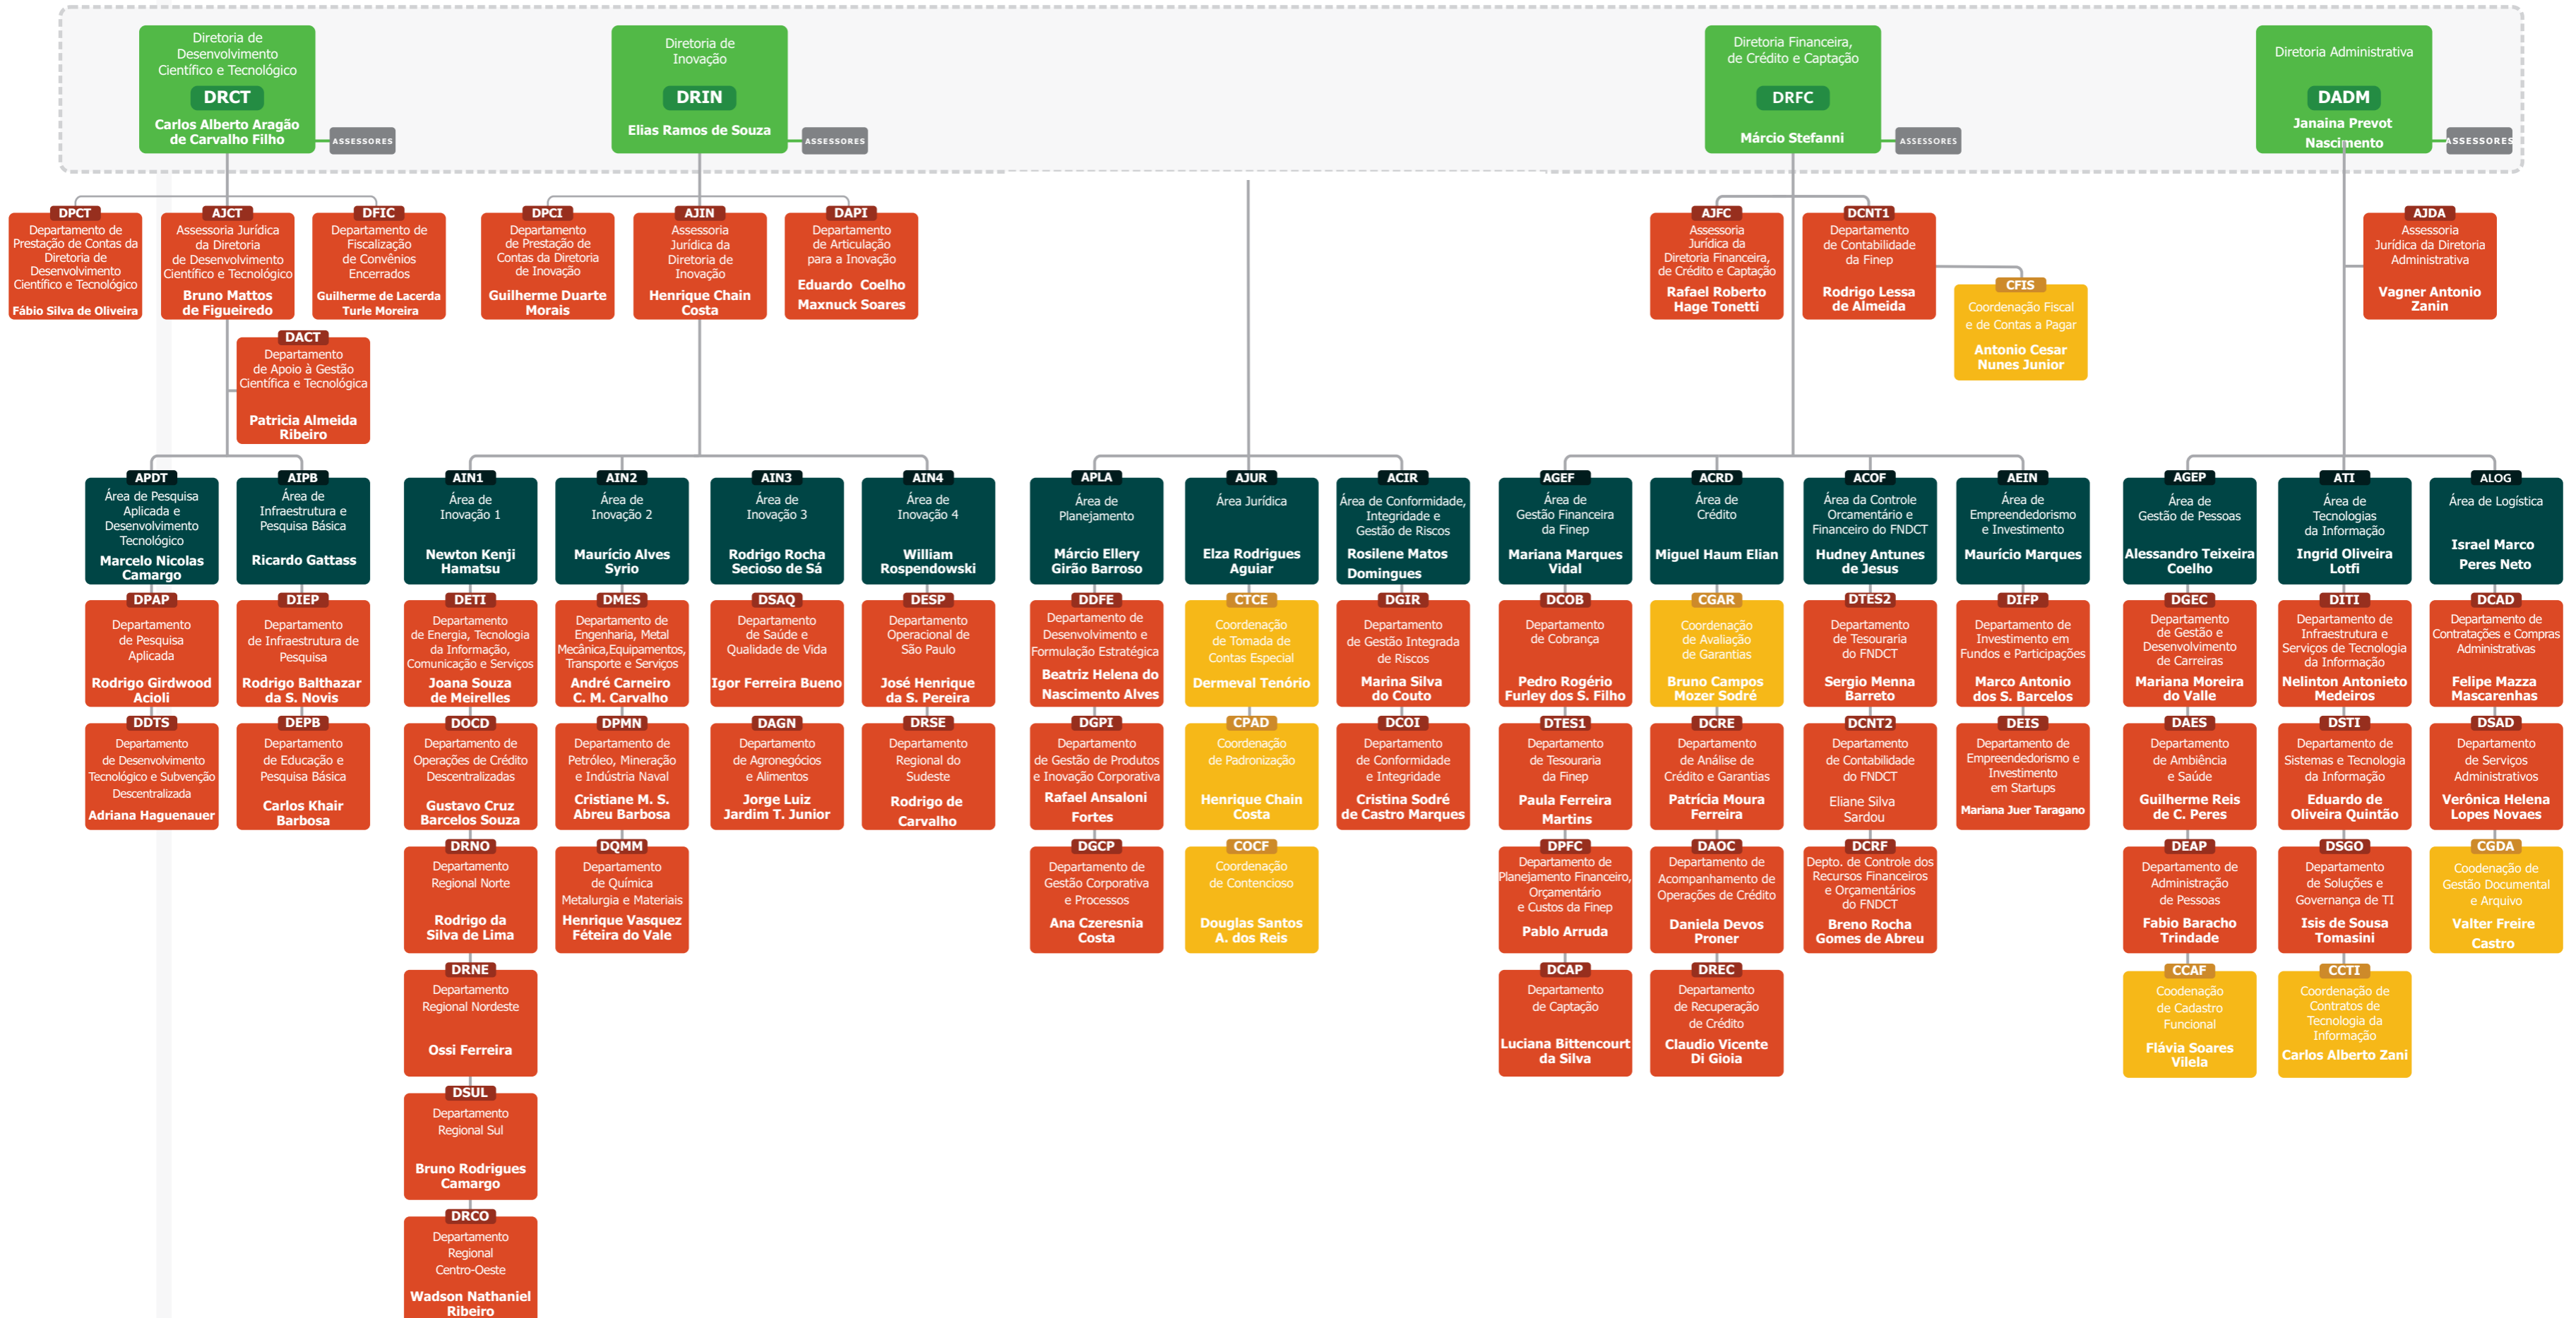 Diretoria de
Desenvolvimento
Científico e Tecnológico
DRCT
Carlos Alberto Aragão
de Carvalho Filho
ASSESSORES
Diretoria de
Inovação
DRIN
Elias Ramos de Souza
ASSESSORES
Diretoria Financeira,
de Crédito e Captação
DRFC
Márcio Stefanni
ASSESSORES
Diretoria Administrativa
DADM
Janaina Prevot
Nascimento
ASSESSORES
DPCT
Departamento de
Prestação de Contas da
Diretoria de
Desenvolvimento
Científico e Tecnológico
Fábio Silva de Oliveira
AJCT
Assessoria Jurídica
da Diretoria
de Desenvolvimento
Científico e Tecnológico
Bruno Mattos
de Figueiredo
DFIC
Departamento de
Fiscalização
de Convênios
Encerrados
Guilherme de Lacerda
Turle Moreira
DPCI
Departamento
de Prestação de
Contas da Diretoria
de Inovação
Guilherme Duarte
Morais
AJIN
Assessoria
Jurídica da
Diretoria de
Inovação
Henrique Chain
Costa
DAPI
Departamento
de Articulação
para a Inovação
Eduardo Coelho
Maxnuck Soares
AJFC
Assessoria
Jurídica da
Diretoria Financeira,
de Crédito e Captação
Rafael Roberto
Hage Tonetti
DCNT1
Departamento
de Contabilidade
da Finep
Rodrigo Lessa
de Almeida
CFIS
Coordenação Fiscal
e de Contas a Pagar
Antonio Cesar
Nunes Junior
AJDA
Assessoria
Jurídica da Diretoria
Administrativa
Vagner Antonio
Zanin
DACT
Departamento
de Apoio à Gestão
Científica e Tecnológica
Patricia Almeida
Ribeiro
APDT
Área de Pesquisa
Aplicada e
Desenvolvimento
Tecnológico
Marcelo Nicolas
Camargo
AIPB
Área de
Infraestrutura e
Pesquisa Básica
Ricardo Gattass
AIN1
Área de
Inovação 1
Newton Kenji
Hamatsu
AIN2
Área de
Inovação 2
Maurício Alves
Syrio
AIN3
Área de
Inovação 3
Rodrigo Rocha
Secioso de Sá
AIN4
Área de
Inovação 4
William
Rospendowski
APLA
Área de
Planejamento
Márcio Ellery
Girão Barroso
AJUR
Área Jurídica
Elza Rodrigues
Aguiar
ACIR
Área de Conformidade,
Integridade e
Gestão de Riscos
Rosilene Matos
Domingues
AGEF
Área de
Gestão Financeira
da Finep
Mariana Marques
Vidal
ACRD
Área de
Crédito
Miguel Haum Elian
ACOF
Área da Controle
Orcamentário e
Financeiro do FNDCT
Hudney Antunes
de Jesus
AEIN
Área de
Empreendedorismo
e Investimento
Maurício Marques
AGEP
Área de
Gestão de Pessoas
Alessandro Teixeira
Coelho
ATI
Área de
Tecnologias
da Informação
Ingrid Oliveira
Lotfi
ALOG
Área de Logística
Israel Marco
Peres Neto
DPAP
Departamento
de Pesquisa
Aplicada
Rodrigo Girdwood
Acioli
DIEP
Departamento
de Infraestrutura de
Pesquisa
Rodrigo Balthazar
da S. Novis
DETI
Departamento
de Energia, Tecnologia
da Informação,
Comunicação e Serviços
Joana Souza
de Meirelles
DMES
Departamento de
Engenharia, Metal
Mecânica,Equipamentos,
Transporte e Serviços
André Carneiro
C. M. Carvalho
DSAQ
Departamento
de Saúde e
Qualidade de Vida
Igor Ferreira Bueno
DESP
Departamento
Operacional de
São Paulo
José Henrique
da S. Pereira
DDFE
Departamento de
Desenvolvimento e
Formulação Estratégica
Beatriz Helena do
Nascimento Alves
CTCE
Coordenação
de Tomada de
Contas Especial
Dermeval Tenório
DGIR
Departamento
de Gestão Integrada
de Riscos
Marina Silva
do Couto
DCOB
Departamento
de Cobrança
Pedro Rogério
Furley dos S. Filho
CGAR
Coordenação
de Avaliação
de Garantias
Bruno Campos
Mozer Sodré
DTES2
Departamento
de Tesouraria
do FNDCT
Sergio Menna
Barreto
DIFP
Departamento de
Investimento em
Fundos e Participações
Marco Antonio
dos S. Barcelos
DGEC
Departamento
de Gestão e
Desenvolvimento
de Carreiras
Mariana Moreira
do Valle
DITI
Departamento de
Infraestrutura e
Serviços de Tecnologia
da Informação
Nelinton Antonieto
Medeiros
DCAD
Departamento de
Contratações e Compras
Administrativas
Felipe Mazza
Mascarenhas
DDTS
Departamento
de Desenvolvimento
Tecnológico e Subvenção
Descentralizada
Adriana Haguenauer
DEPB
Departamento
de Educação e
Pesquisa Básica
Carlos Khair
Barbosa
DOCD
Departamento de
Operações de Crédito
Descentralizadas
Gustavo Cruz
Barcelos Souza
DPMN
Departamento de
Petróleo, Mineração
e Indústria Naval
Cristiane M. S.
Abreu Barbosa
DAGN
Departamento
de Agronegócios
e Alimentos
Jorge Luiz
Jardim T. Junior
DRSE
Departamento
Regional do
Sudeste
Rodrigo de
Carvalho
DGPI
Departamento
de Gestão de Produtos
e Inovação Corporativa
Rafael Ansaloni
Fortes
CPAD
Coordenação
de Padronização
Henrique Chain
Costa
DCOI
Departamento
de Conformidade
e Integridade
Cristina Sodré
de Castro Marques
DTES1
Departamento
de Tesouraria
da Finep
Paula Ferreira
Martins
DCRE
Departamento
de Análise de
Crédito e Garantias
Patrícia Moura
Ferreira
DCNT2
Departamento
de Contabilidade
do FNDCT
Eliane Silva
Sardou
DEIS
Departamento de
Empreendedorismo e
Investimento
em Startups
Mariana Juer Taragano
DAES
Departamento
de Ambiência
e Saúde
Guilherme Reis
de C. Peres
DSTI
Departamento de
Sistemas e Tecnologia
da Informação
Eduardo de
Oliveira Quintão
DSAD
Departamento
de Serviços
Administrativos
Verônica Helena
Lopes Novaes
DRNO
Departamento
Regional Norte
Rodrigo da
Silva de Lima
DQMM
Departamento
de Química
Metalurgia e Materiais
Henrique Vasquez
Féteira do Vale
DGCP
Departamento de
Gestão Corporativa
e Processos
Ana Czeresnia
Costa
COCF
Coordenação
de Contencioso
Douglas Santos
A. dos Reis
DPFC
Departamento de
Planejamento Financeiro,
Orçamentário
e Custos da Finep
Pablo Arruda
DAOC
Departamento de
Acompanhamento de
Operações de Crédito
Daniela Devos
Proner
DCRF
Depto. de Controle dos
Recursos Financeiros
e Orçamentários
do FNDCT
Breno Rocha
Gomes de Abreu
DEAP
Departamento de
Administração
de Pessoas
Fabio Baracho
Trindade
DSGO
Departamento
de Soluções e
Governança de TI
Isis de Sousa
Tomasini
CGDA
Coodenação de
Gestão Documental
e Arquivo
Valter Freire
Castro
DRNE
Departamento
Regional Nordeste
Ossi Ferreira
DCAP
Departamento
de Captação
Luciana Bittencourt
da Silva
DREC
Departamento
de Recuperação
de Crédito
Claudio Vicente
Di Gioia
CCAF
Coodenação
de Cadastro
Funcional
Flávia Soares
Vilela
CCTI
Coordenação de
Contratos de
Tecnologia da
Informação
Carlos Alberto Zani
DSUL
Departamento
Regional Sul
Bruno Rodrigues
Camargo
DRCO
Departamento
Regional
Centro-Oeste
Wadson Nathaniel
Ribeiro